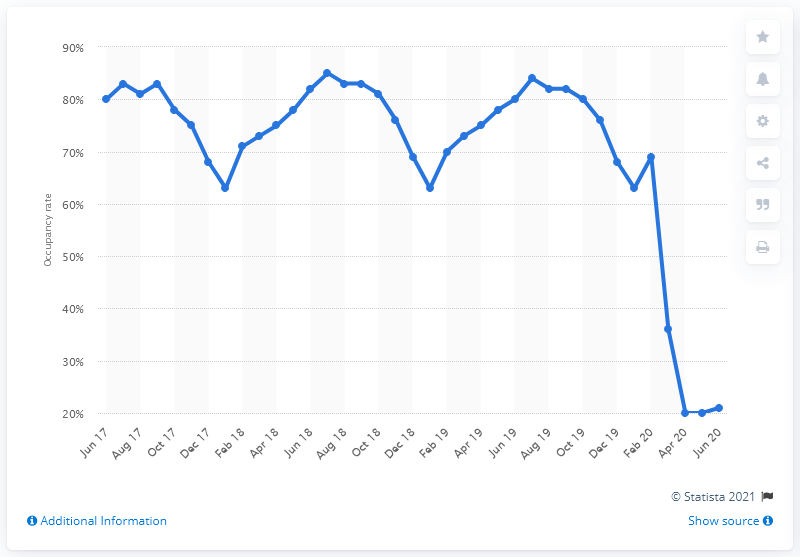 90%
80%
70%
60%
50%
40%
30%
20%
Occupancy rate
Jun 17
Aug 17
Oct 17
Dec 17
Feb 18
Apr 18
Jun 18
Aug 18
Oct 18
Dec 18
Feb 19
Apr 19
Jun 19
Aug 19
Oct 19
Dec 19
Feb 20
Apr 20
Jun 20
© Statista 2021
Additional Information
Show source